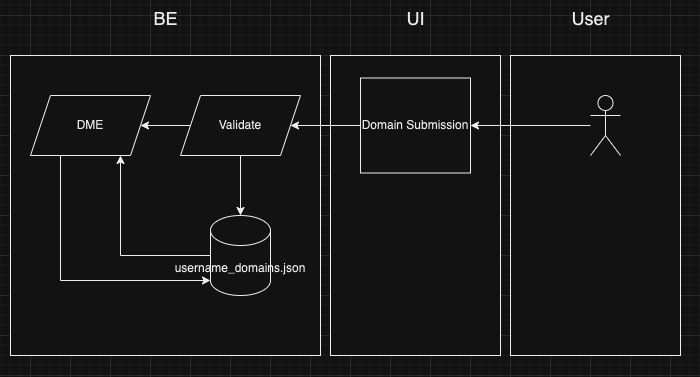 BE
UI
User
DME
Validate
Domain Submission
username_domains.json